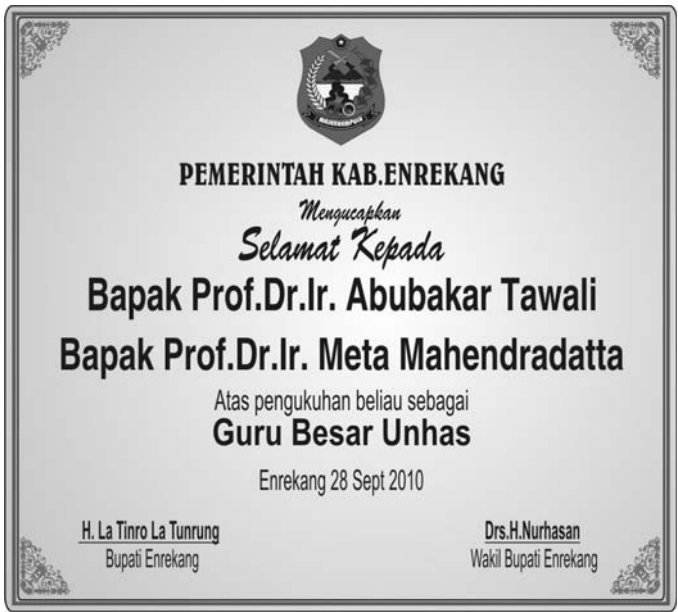 PEMERINTAH KAB.ENREKANG
Mengucapkan
Selamat Kepada
Bapak Prof.Dr.Ir. Abubakar Tawali
Bapak Prof.Dr.Ir. Meta Mahendradatta
Atas pengukuhan beliau sebagai
Guru Besar Unhas
Enrekang 28 Sept 2010
H. La Tinro La Tunrung
Bupati Enrekang
Drs.H.Nurhasan
Wakil Bupati Enrekang